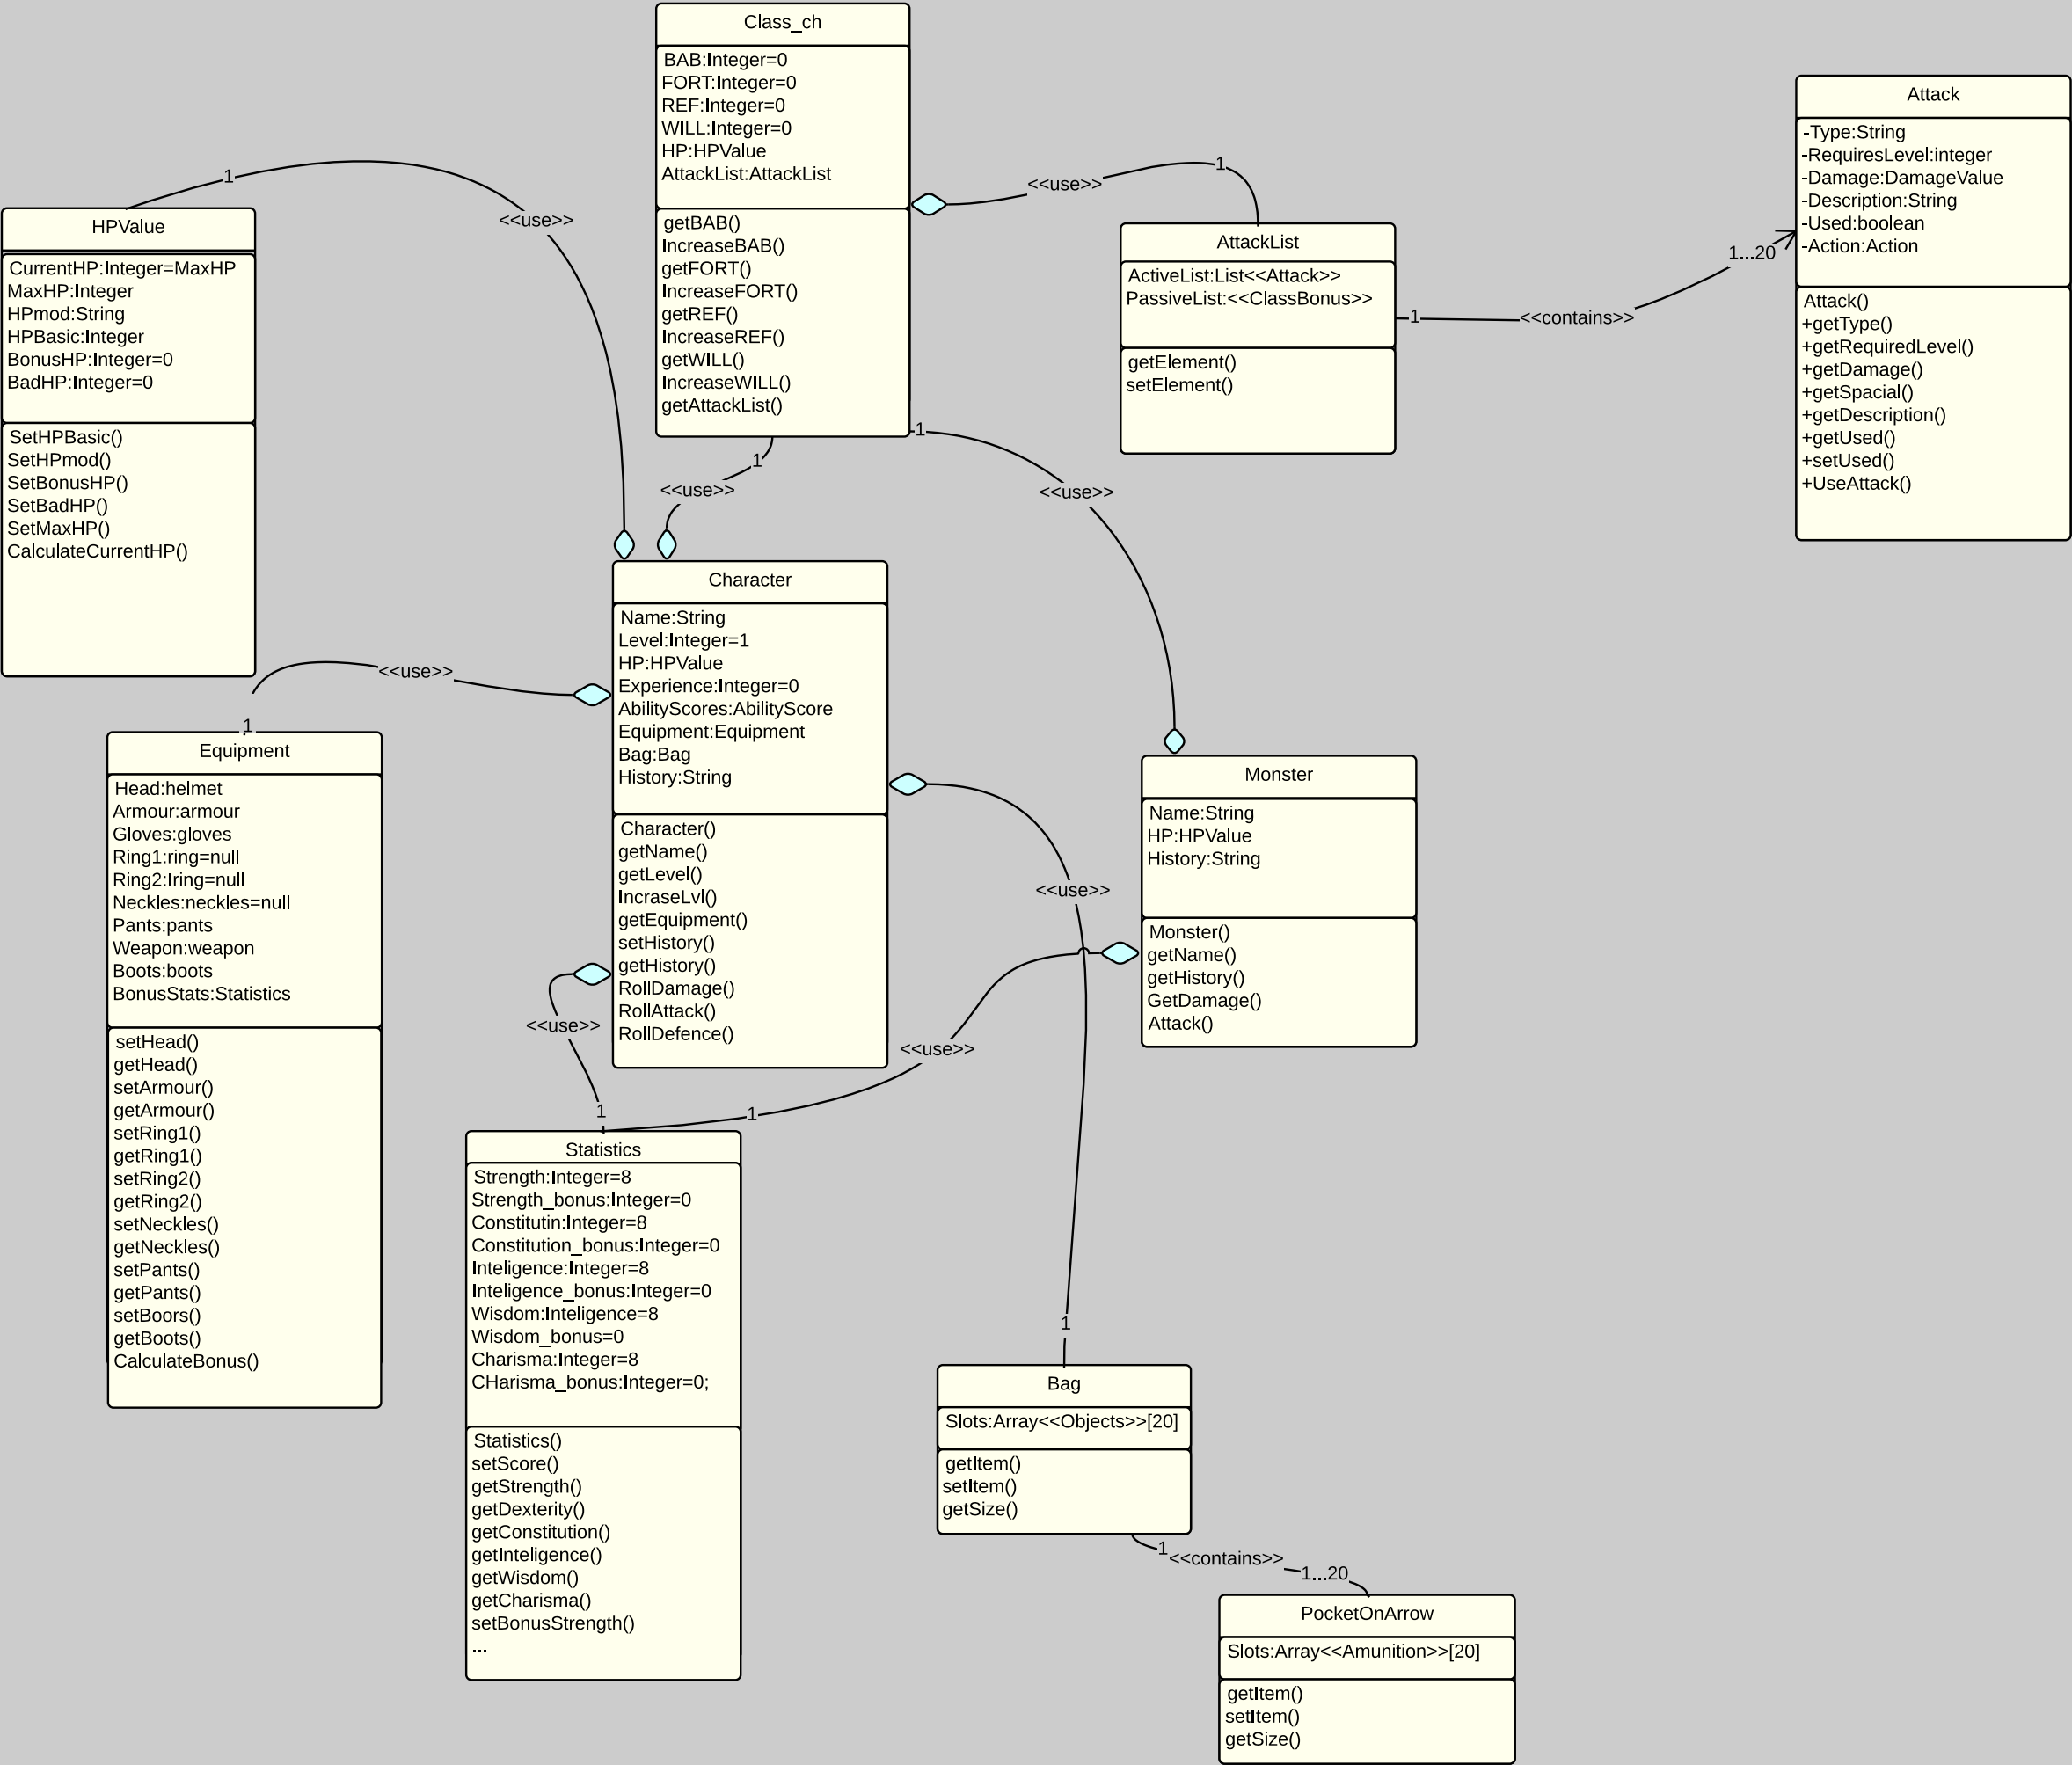 Class_ch
BAB:Integer=0
FORT:Integer=0
REF:Integer=0
WILL:Integer=0
HP:HPValue
AttackList:AttackList
getBAB()
IncreaseBAB()
getFORT()
IncreaseFORT()
getREF()
IncreaseREF()
getWILL()
IncreaseWILL()
getAttackList()
Attack
-Type:String
-RequiresLevel:integer
-Damage:DamageValue
-Description:String
-Used:boolean
-Action:Action
Attack()
+getType()
+getRequiredLevel()
+getDamage()
+getSpacial()
+getDescription()
+getUsed()
+setUsed()
+UseAttack()
1
<<use>>
<<use>>
1
HPValue
CurrentHP:Integer=MaxHP
MaxHP:Integer
HPmod:String
HPBasic:Integer
BonusHP:Integer=0
BadHP:Integer=0
SetHPBasic()
SetHPmod()
SetBonusHP()
SetBadHP()
SetMaxHP()
CalculateCurrentHP()
AttackList
ActiveList:List<<Attack>>
PassiveList:<<ClassBonus>>
getElement()
setElement()
1
<<contains>>
1...20
1
<<use>>
1
<<use>>
Character
Name:String
Level:Integer=1
HP:HPValue
Experience:Integer=0
AbilityScores:AbilityScore
Equipment:Equipment
Bag:Bag
History:String
Character()
getName()
getLevel()
IncraseLvl()
getEquipment()
setHistory()
getHistory()
RollDamage()
RollAttack()
RollDefence()
<<use>>
1
Equipment
Head:helmet
Armour:armour
Gloves:gloves
Ring1:ring=null
Ring2:Iring=null
Neckles:neckles=null
Pants:pants
Weapon:weapon
Boots:boots
BonusStats:Statistics
setHead()
getHead()
setArmour()
getArmour()
setRing1()
getRing1()
setRing2()
getRing2()
setNeckles()
getNeckles()
setPants()
getPants()
setBoors()
getBoots()
CalculateBonus()
Monster
Name:String
HP:HPValue
History:String
Monster()
getName()
getHistory()
GetDamage()
Attack()
<<use>>
<<use>>
<<use>>
1
1
Statistics
Strength:Integer=8
Strength_bonus:Integer=0
Constitutin:Integer=8
Constitution_bonus:Integer=0
Inteligence:Integer=8
Inteligence_bonus:Integer=0
Wisdom:Inteligence=8
Wisdom_bonus=0
Charisma:Integer=8
CHarisma_bonus:Integer=0;
Statistics()
setScore()
getStrength()
getDexterity()
getConstitution()
getInteligence()
getWisdom()
getCharisma()
setBonusStrength()
...
1
Bag
Slots:Array<<Objects>>[20]
getItem()
setItem()
getSize()
1
<<contains>>
1...20
PocketOnArrow
Slots:Array<<Amunition>>[20]
getItem()
setItem()
getSize()